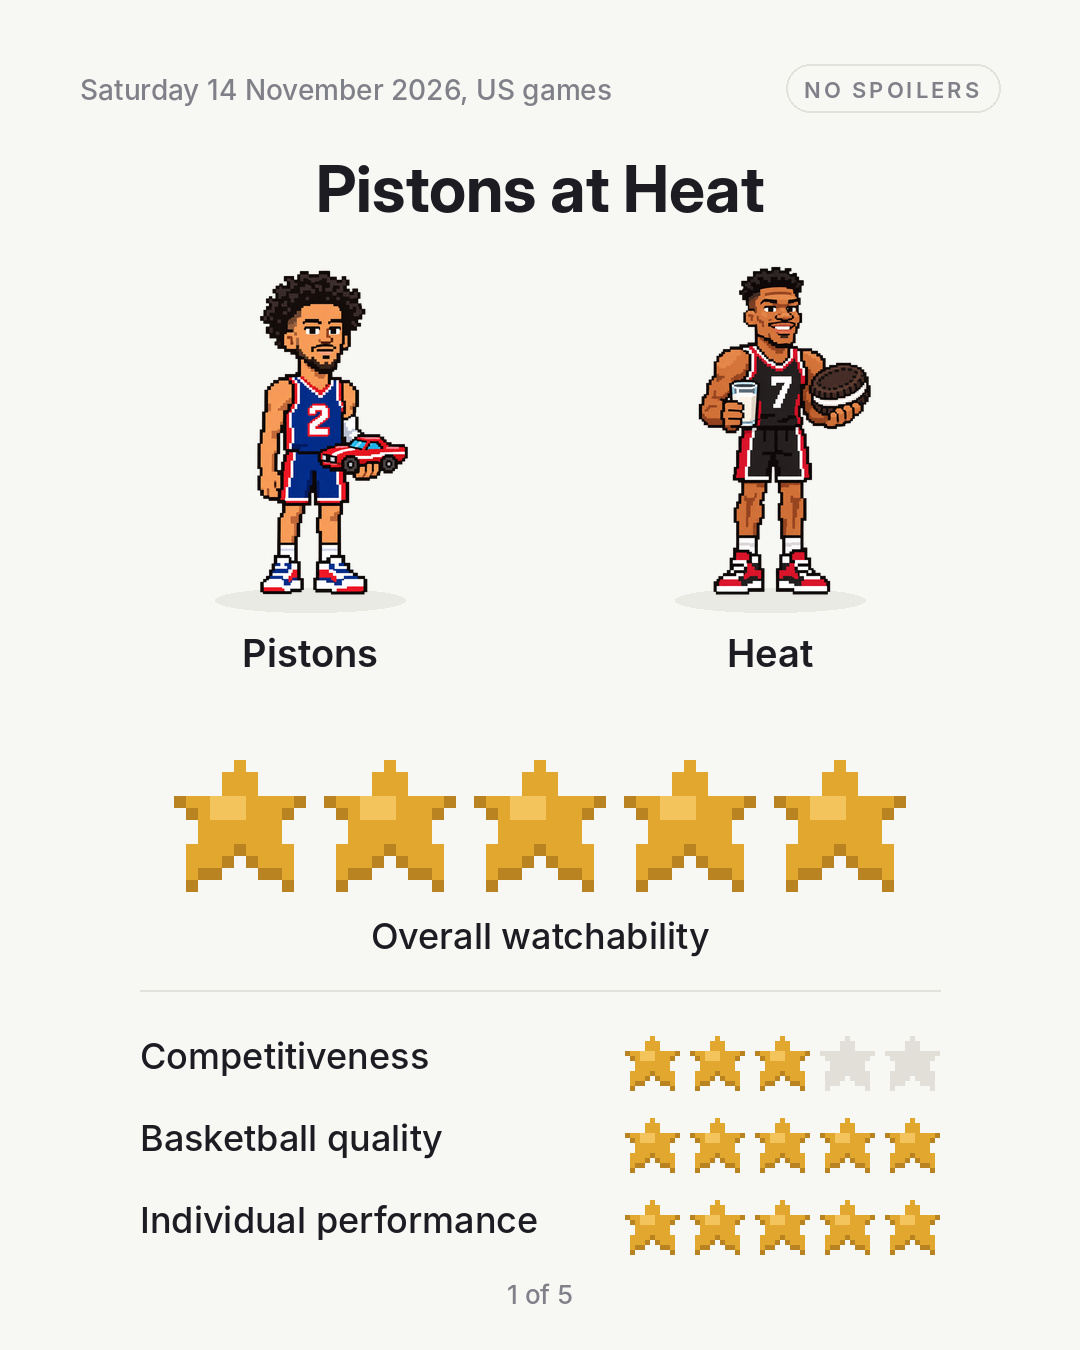 Saturday 14 November 2026, US games
NO SPOILERS
Pistons at Heat
2
7
Pistons
Heat
Overall watchability
Competitiveness
Basketball quality
Individual performance
1 of 5